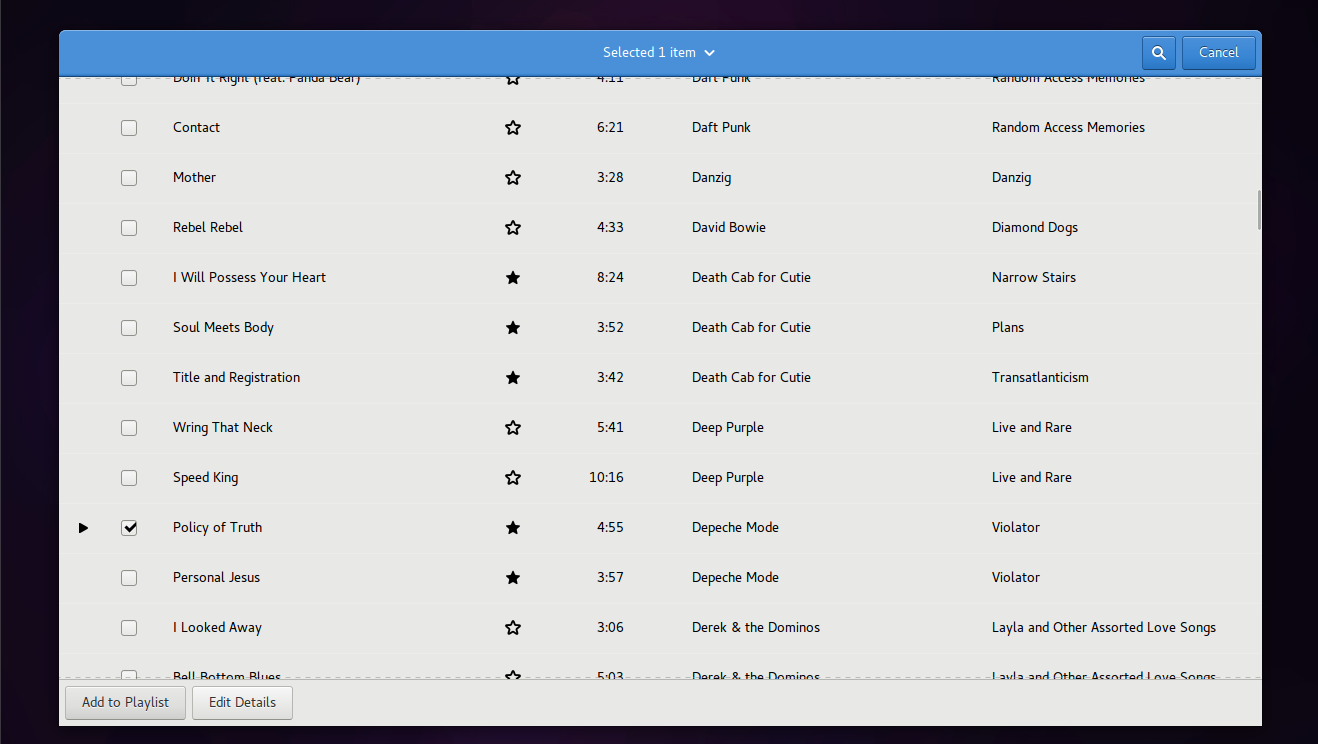 Selected 1 item
Cancel
Doin' It Right (feat. Panda Bear) 4:11 Daft Punk Random Access Memories
Contact 6:21 Daft Punk Random Access Memories
Mother 3:28 Danzig Danzig
Rebel Rebel 4:33 David Bowie Diamond Dogs
I Will Possess Your Heart 8:24 Death Cab for Cutie Narrow Stairs
Soul Meets Body 3:52 Death Cab for Cutie Plans
Title and Registration 3:42 Death Cab for Cutie Transatlanticism
Wring That Neck 5:41 Deep Purple Live and Rare
Speed King 10:16 Deep Purple Live and Rare
Policy of Truth 4:55 Depeche Mode Violator
Personal Jesus 3:57 Depeche Mode Violator
I Looked Away 3:06 Derek & the Dominos Layla and Other Assorted Love Songs
Bell Bottom Blues 5:03 Derek & the Dominos Layla and Other Assorted Love Songs
Add to Playlist Edit Details